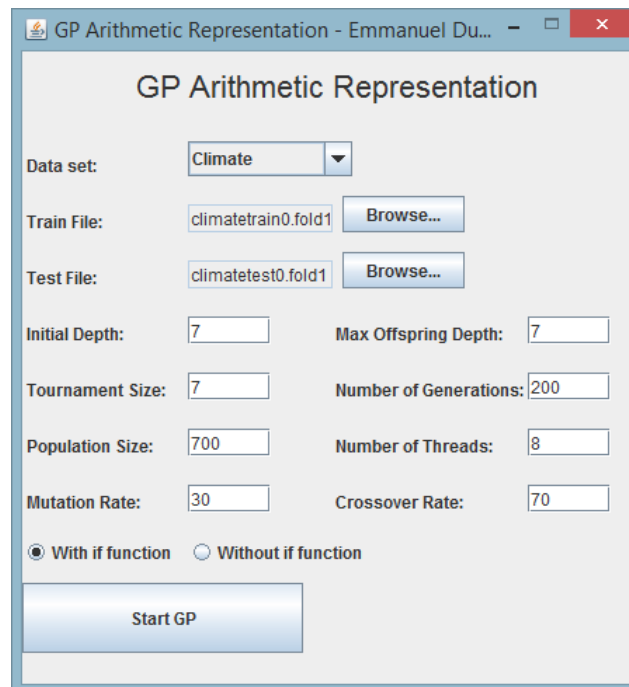 GP Arithmetic Representation - Emmanuel Du...
GP Arithmetic Representation
Data set: Climate
Train File: climatetrain0.fold1 Browse...
Test File: climatetest0.fold1 Browse...
Initial Depth: 7 Max Offspring Depth: 7
Tournament Size: 7 Number of Generations: 200
Population Size: 700 Number of Threads: 8
Mutation Rate: 30 Crossover Rate: 70
With if function Without if function
Start GP